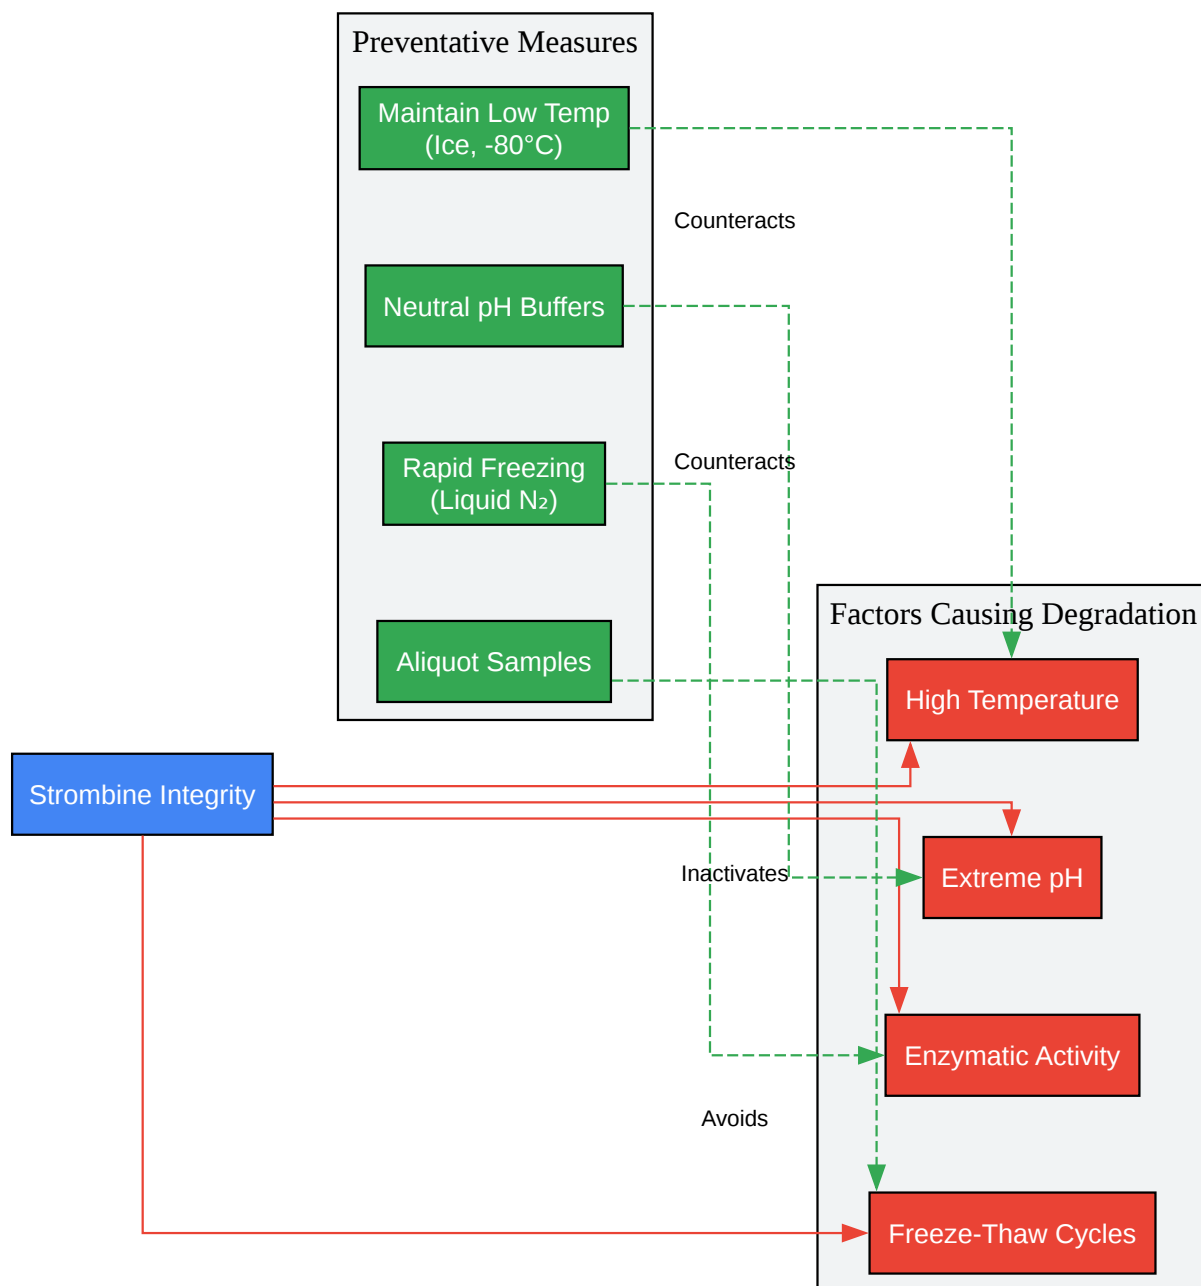 Preventative Measures
Maintain Low Temp
(Ice, -80°C)
Counteracts
Neutral pH Buffers
Rapid Freezing
(Liquid N₂)
Counteracts
Aliquot Samples
Factors Causing Degradation
High Temperature
Strombine Integrity
Inactivates
Extreme pH
Enzymatic Activity
Avoids
Freeze-Thaw Cycles